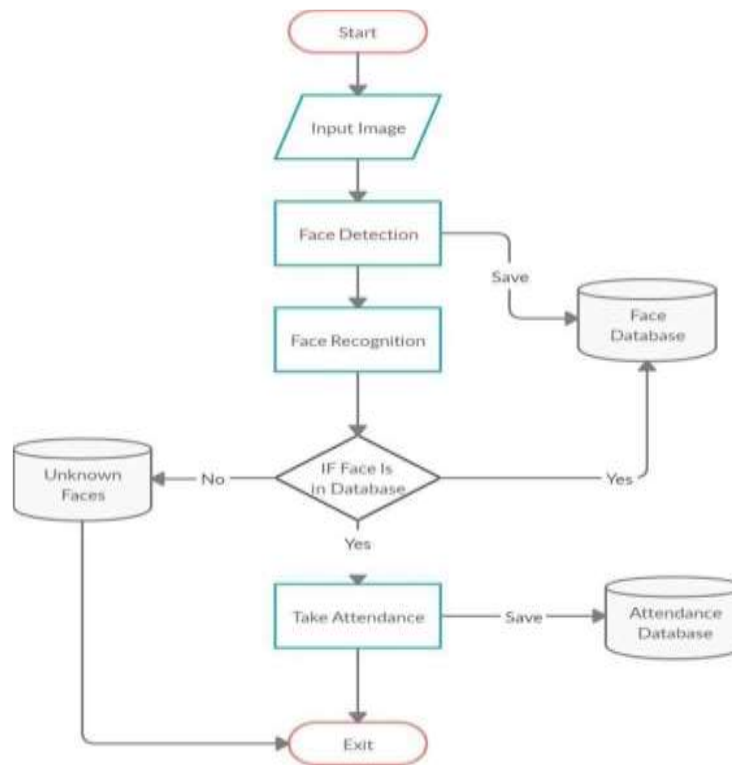 Start
Input Image
Face Detection
Save
Face
Database
Face Recognition
IF Face Is
in Database
No
Unknown
Faces
Yes
Yes
Take Attendance
Save
Attendance
Database
Exit